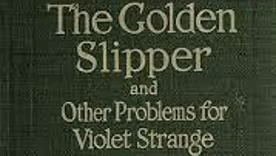 The Golden
Slipper
and
Other Problems for
Violet Strange